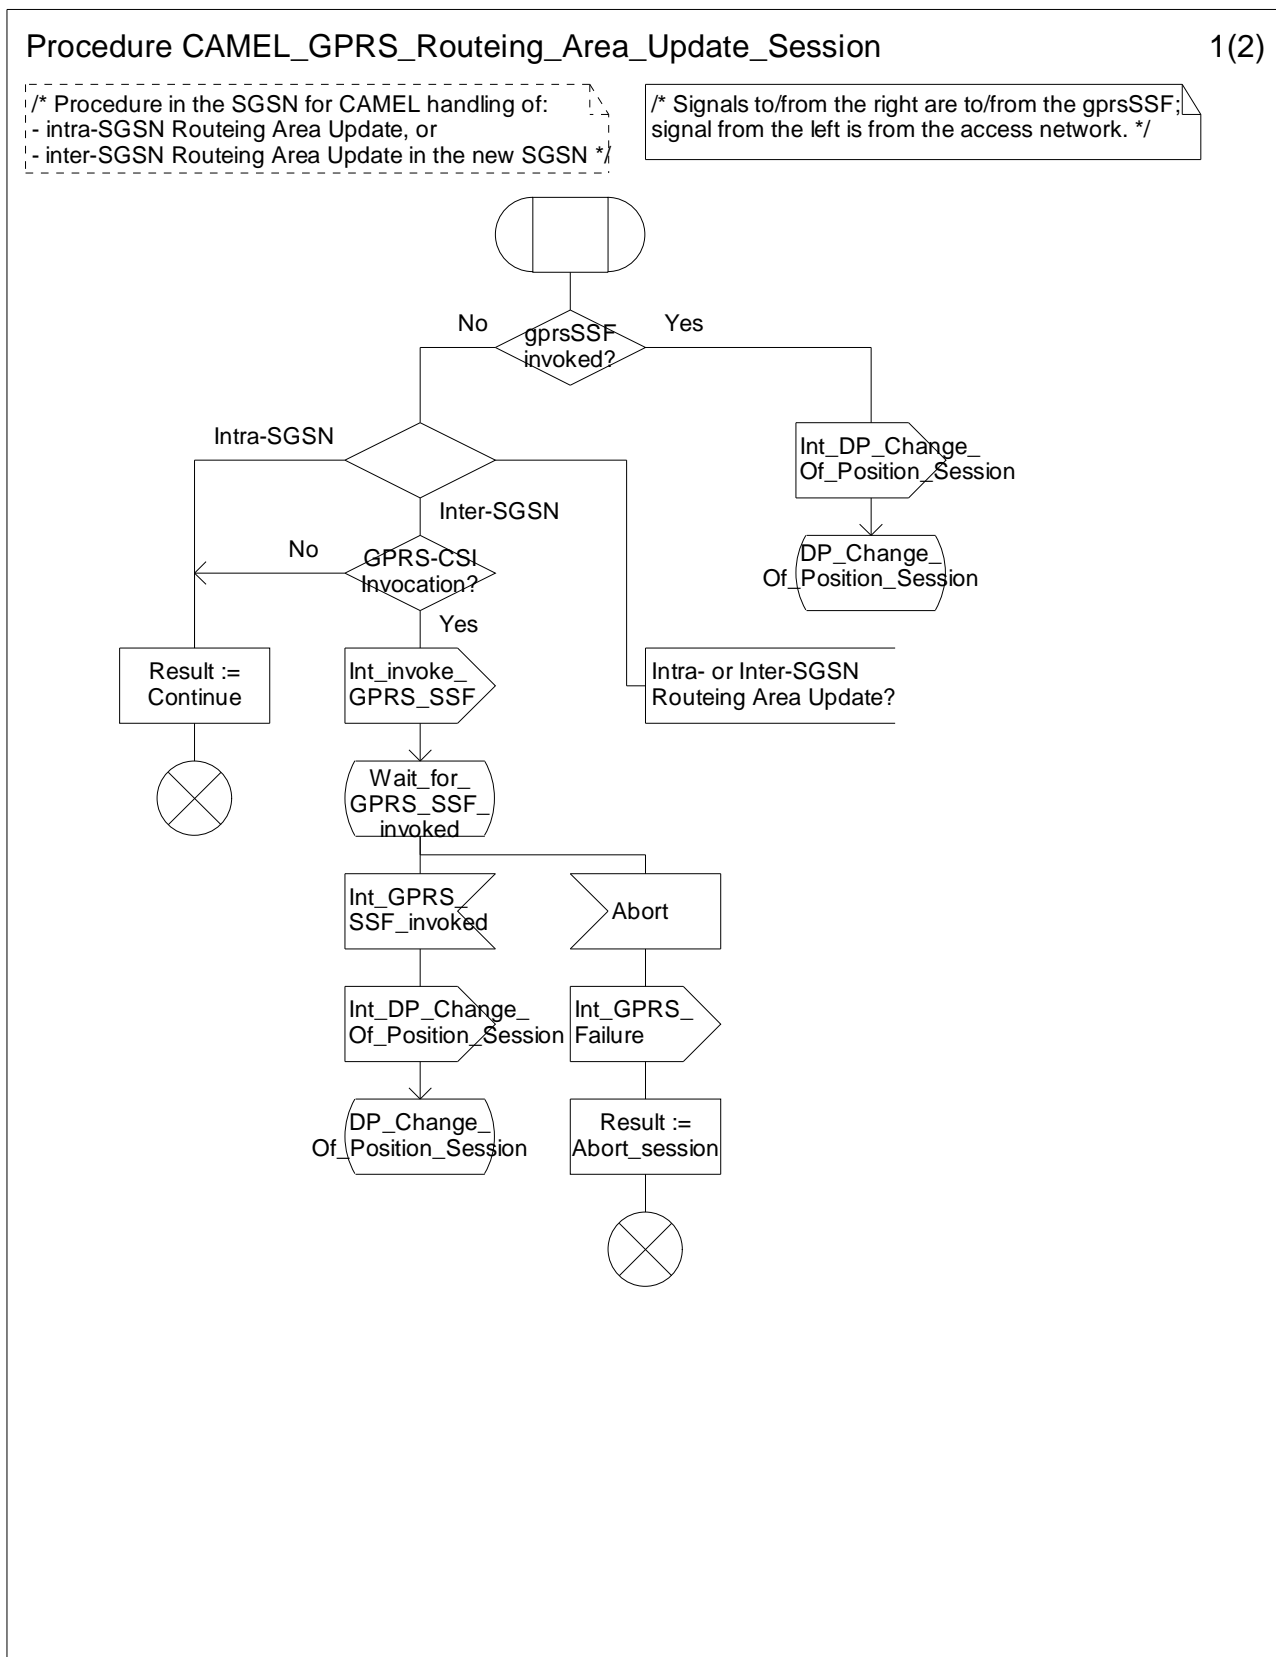 Procedure CAMEL_GPRS_Routeing_Area_Update_Session
1(2)
/* Procedure in the SGSN for CAMEL handling of:
- intra-SGSN Routeing Area Update, or
- inter-SGSN Routeing Area Update in the new SGSN */
/* Signals to/from the right are to/from the gprsSSF;
signal from the left is from the access network. */
No
gprsSSF
invoked?
Yes
Intra-SGSN
Inter-SGSN
Int_DP_Change_
Of_Position_Session
No
GPRS-CSI
Invocation?
Yes
DP_Change_
Of_Position_Session
Result :=
Continue
Int_invoke_
GPRS_SSF
Intra- or Inter-SGSN
Routeing Area Update?
Wait_for_
GPRS_SSF_
invoked
Int_GPRS_
SSF_invoked
Abort
Int_DP_Change_
Of_Position_Session
Int_GPRS_
Failure
DP_Change_
Of_Position_Session
Result :=
Abort_session